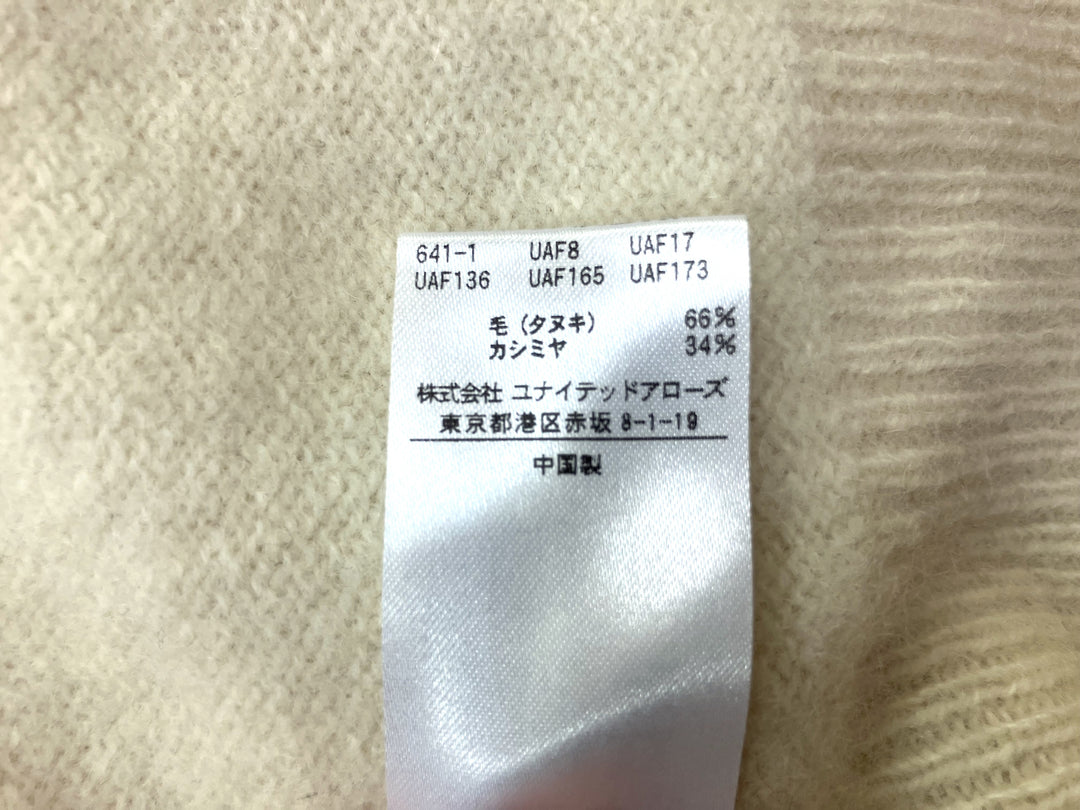 641-1 UAF8 UAF17
UAF136 UAF165 UAF173
毛(タヌキ) 66%
カシミヤ 34%
株式会社 ユナイテッドアローズ
東京都港区赤坂 8-1-19
中国製